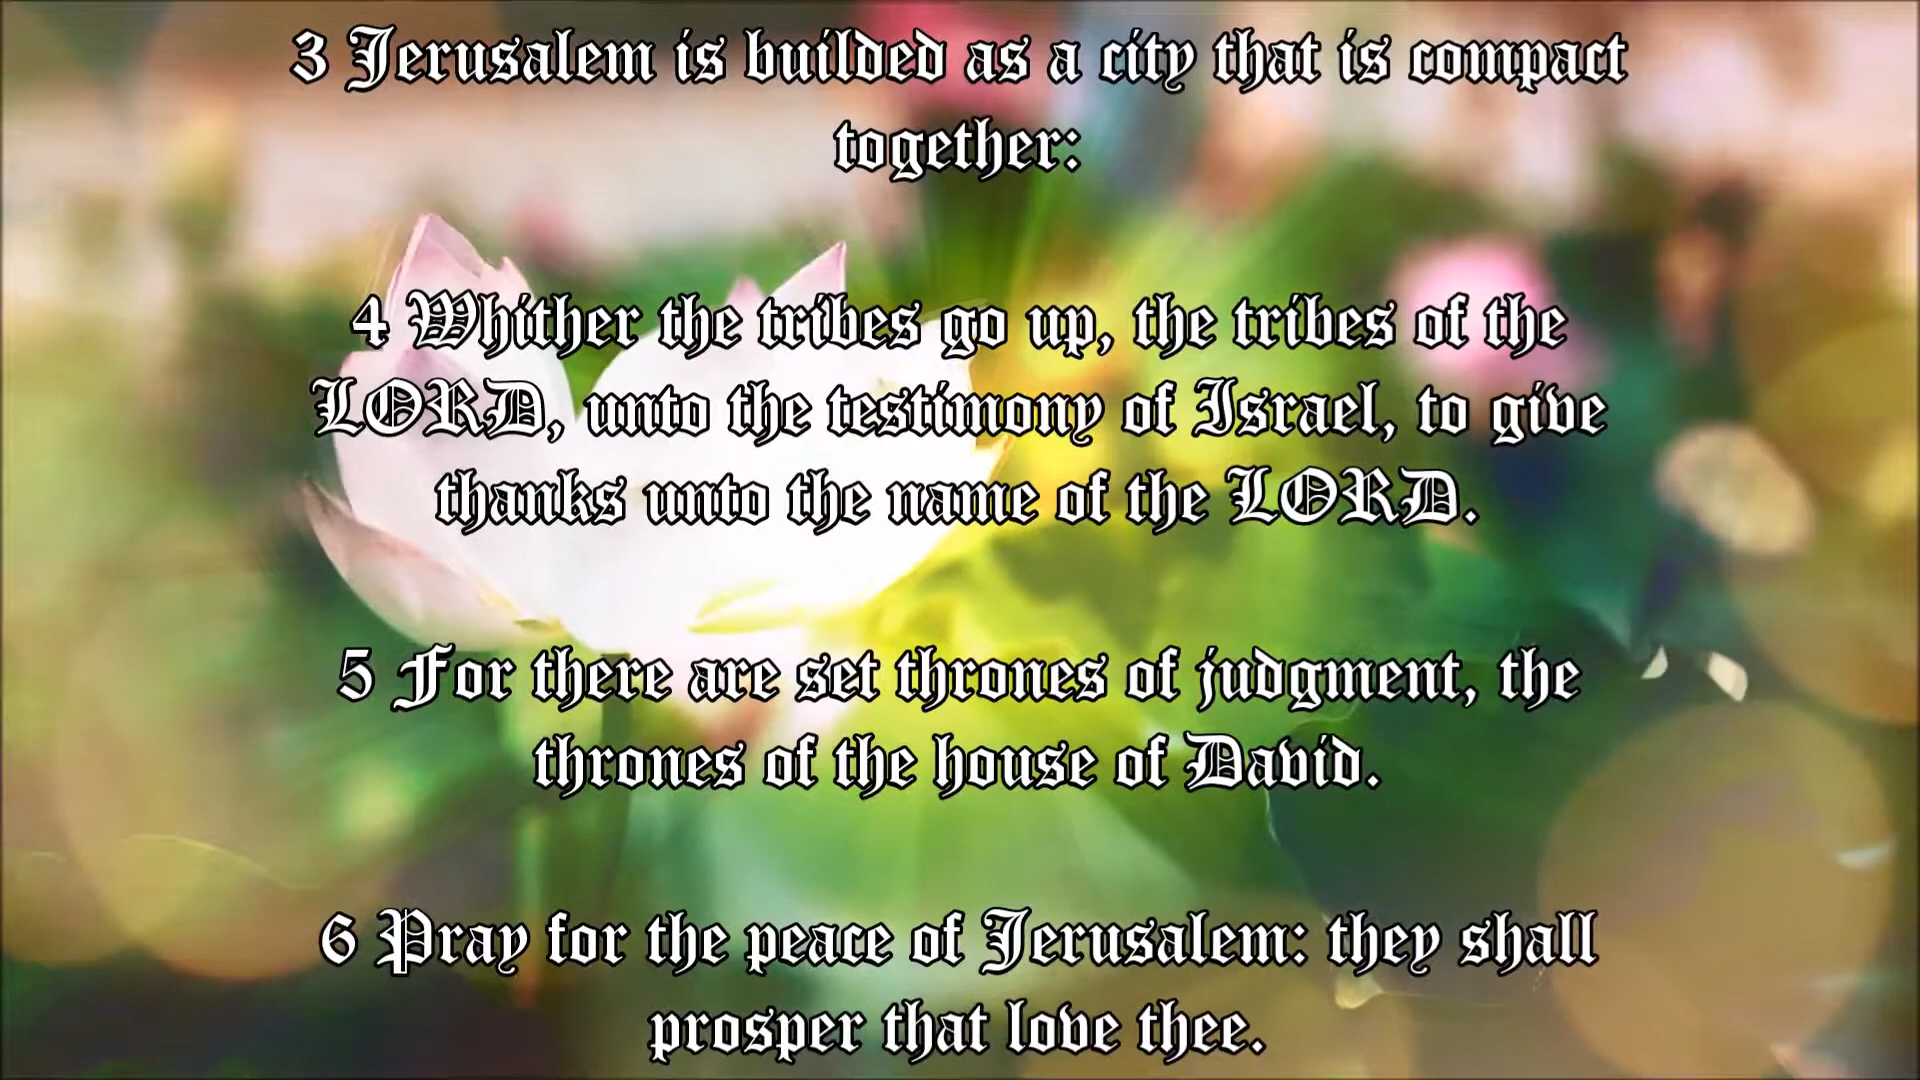 3 Jerusalem is builded as a city that is compact
together:
4 Whither the tribes go up, the tribes of the
LORD, unto the testimony of Israel, to give
thanks unto the name of the LORD.
5 For there are set thrones of judgment, the
thrones of the house of David.
6 Pray for the peace of Jerusalem: they shall
prosper that love thee.